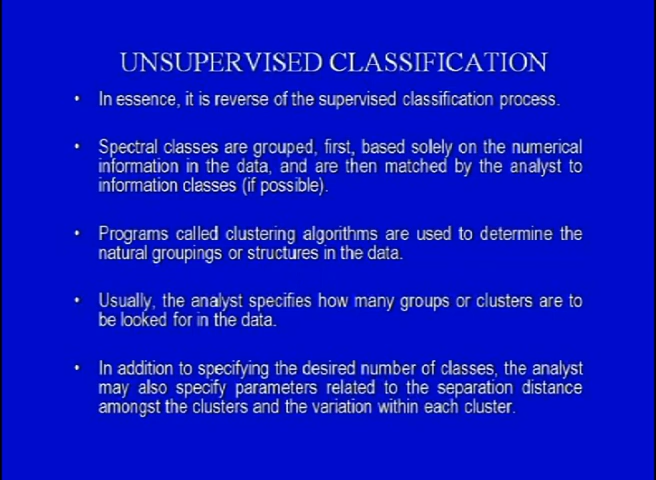 UNSUPERVISED CLASSIFICATION
• In essence, it is reverse of the supervised classification process.
• Spectral classes are grouped, first, based solely on the numerical
information in the data, and are then matched by the analyst to
information classes (if possible).
• Programs called clustering algorithms are used to determine the
natural groupings or structures in the data.
• Usually, the analyst specifies how many groups or clusters are to
be looked for in the data.
• In addition to specifying the desired number of classes, the analyst
may also specify parameters related to the separation distance
amongst the clusters and the variation within each cluster.